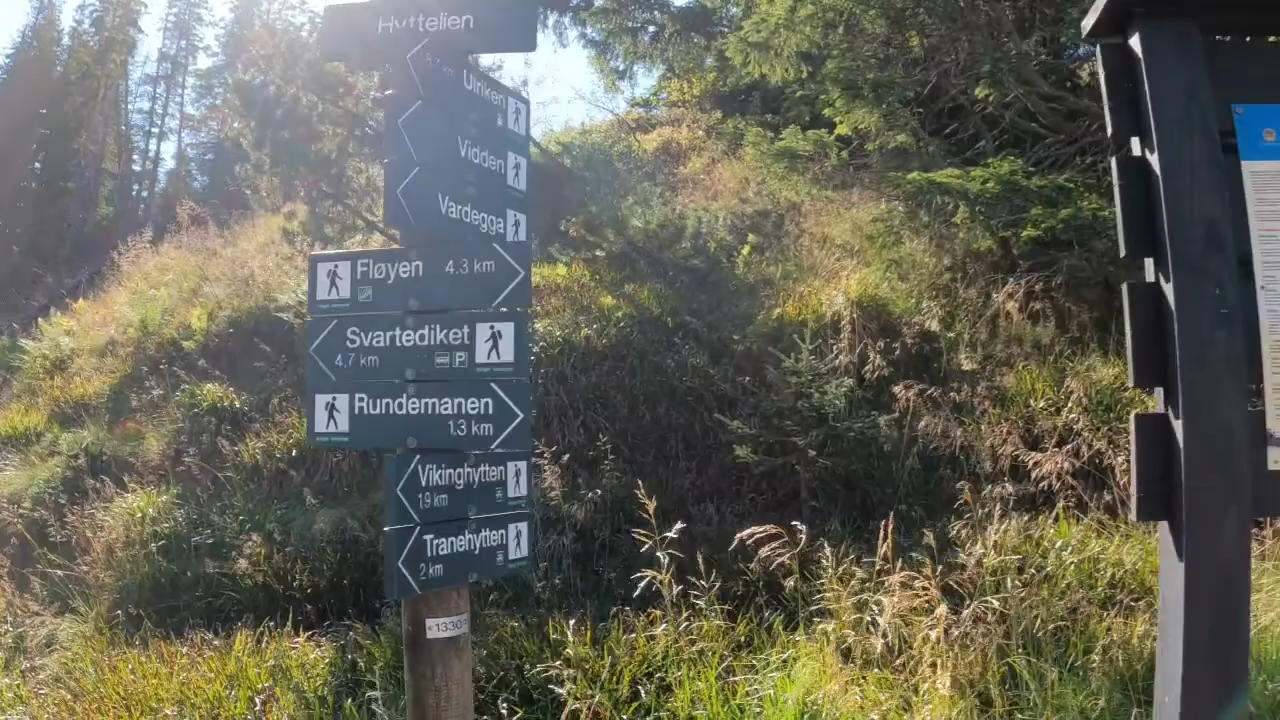 Hyttelien
Ulriken
Vidden
Vardegga
Fløyen 4.3 km
Svartediket
4,7 km
P
Rundemanen
1.3 km
Vikinghytten
1.9 km
Tranehytten
2 km
1330